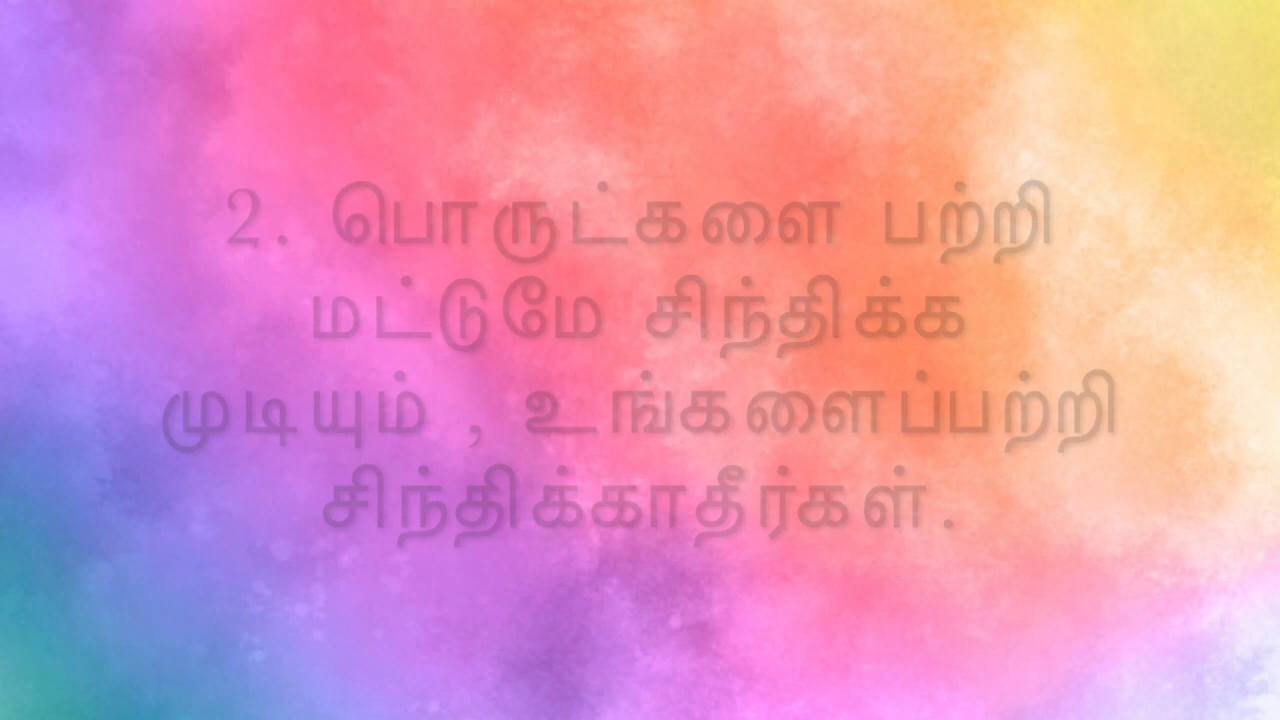 2. பொருட்களை பற்றி
மட்டுமே சிந்திக்க
முடியும் , உங்களைப்பற்றி
சிந்திக்காதீர்கள்.